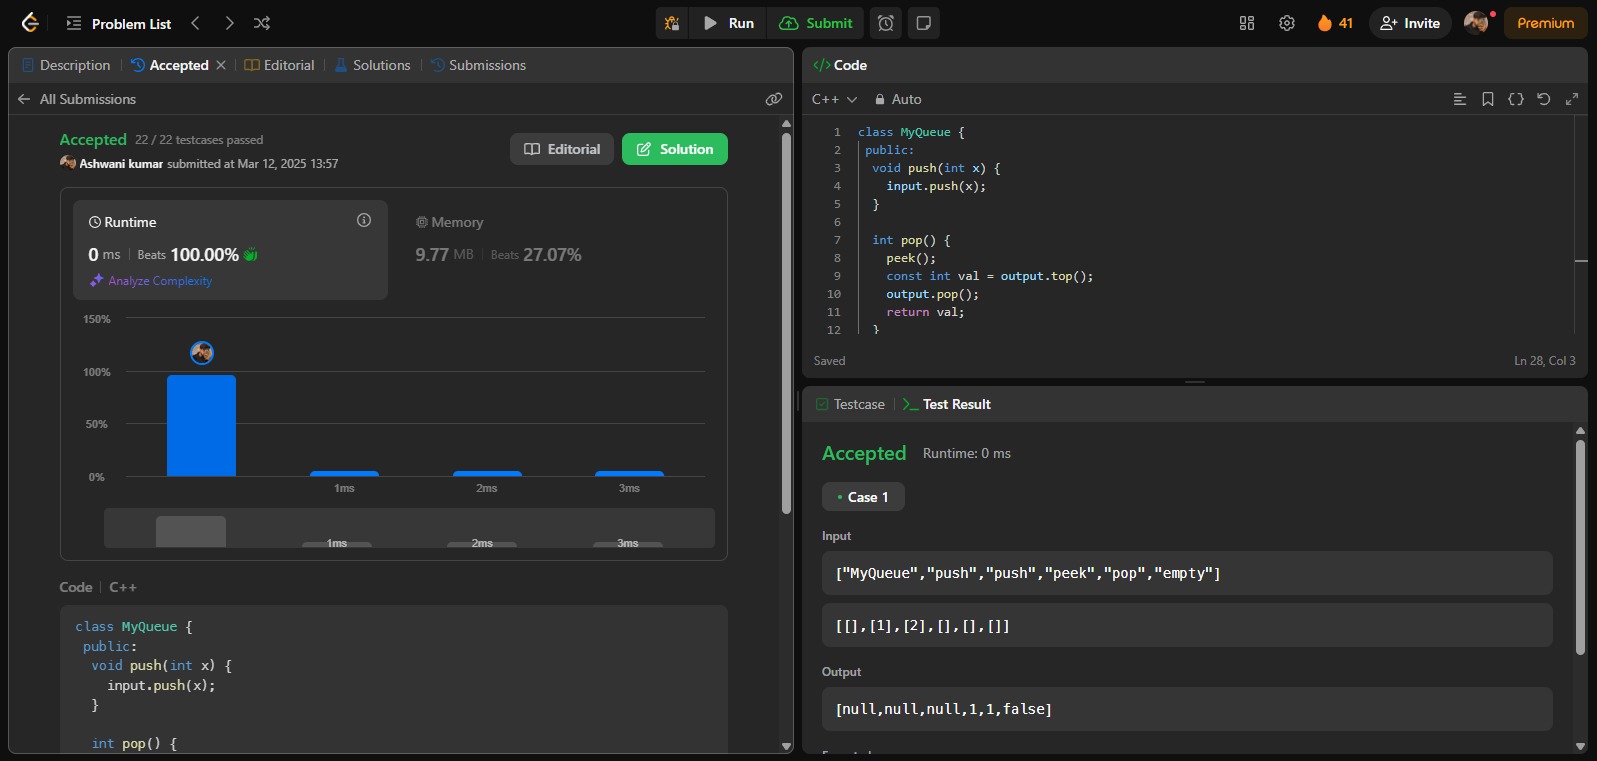 Problem List
Run
Submit
41
Invite
Premium
Description
Accepted
Editorial
Solutions
Submissions
All Submissions
Accepted 22 / 22 testcases passed
Ashwani kumar submitted at Mar 12, 2025 13:57
Editorial
Solution
Runtime
0 ms Beats 100.00%
Analyze Complexity
Memory
9.77 MB Beats 27.07%
150%
100%
50%
0%
1ms
2ms
3ms
1ms
2ms
3ms
Code C++
class MyQueue {
public:
void push(int x) {
input.push(x);
}
int pop() {
</> Code
C++
Auto
1 class MyQueue {
2 public:
3 void push(int x) {
4 input.push(x);
5 }
6
7 int pop() {
8 peek();
9 const int val = output.top();
10 output.pop();
11 return val;
12 }
Saved
Ln 28, Col 3
Testcase
Test Result
Accepted Runtime: 0 ms
Case 1
Input
["MyQueue","push","push","peek","pop","empty"]
[[],[1],[2],[],[],[]]
Output
[null,null,null,1,1,false]